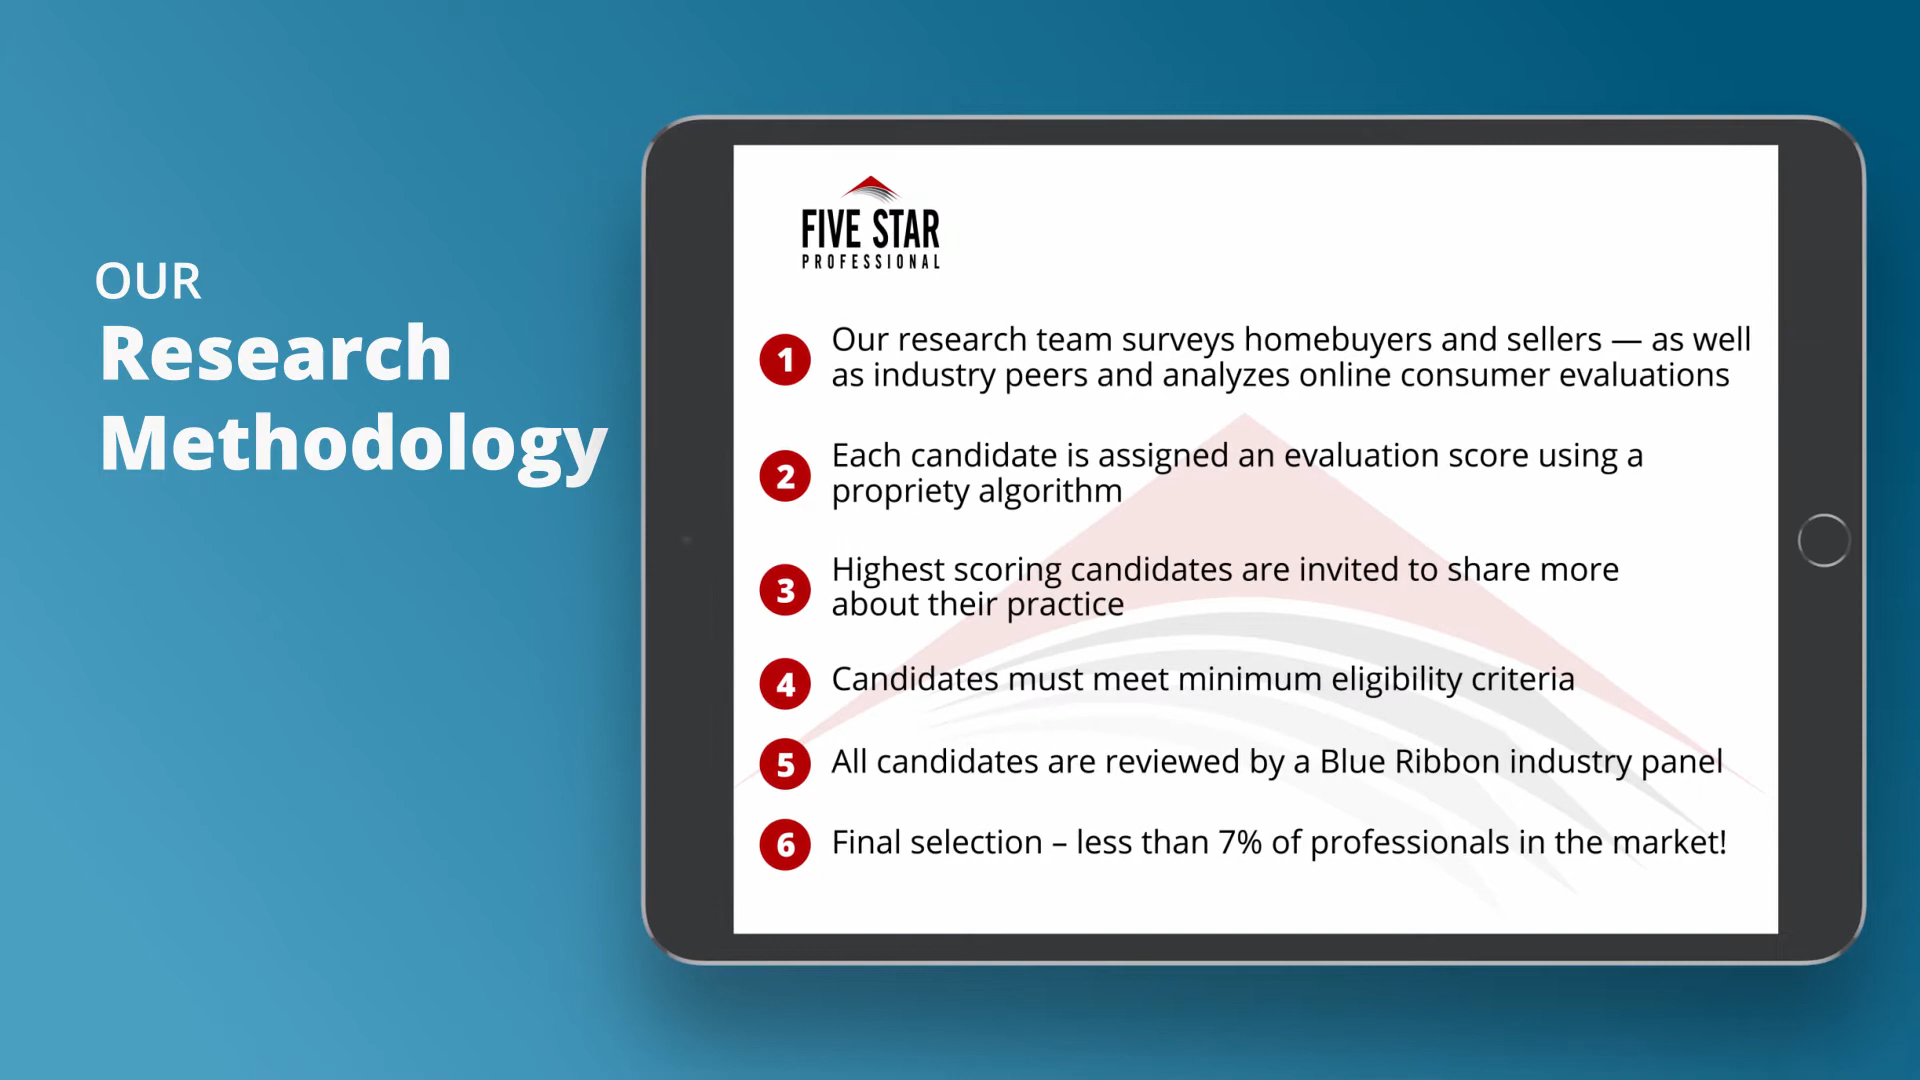 OUR
Research
Methodology
FIVE STAR
PROFESSIONAL
1 Our research team surveys homebuyers and sellers — as well
as industry peers and analyzes online consumer evaluations
2 Each candidate is assigned an evaluation score using a
propriety algorithm
3 Highest scoring candidates are invited to share more
about their practice
4 Candidates must meet minimum eligibility criteria
5 All candidates are reviewed by a Blue Ribbon industry panel
6 Final selection – less than 7% of professionals in the market!